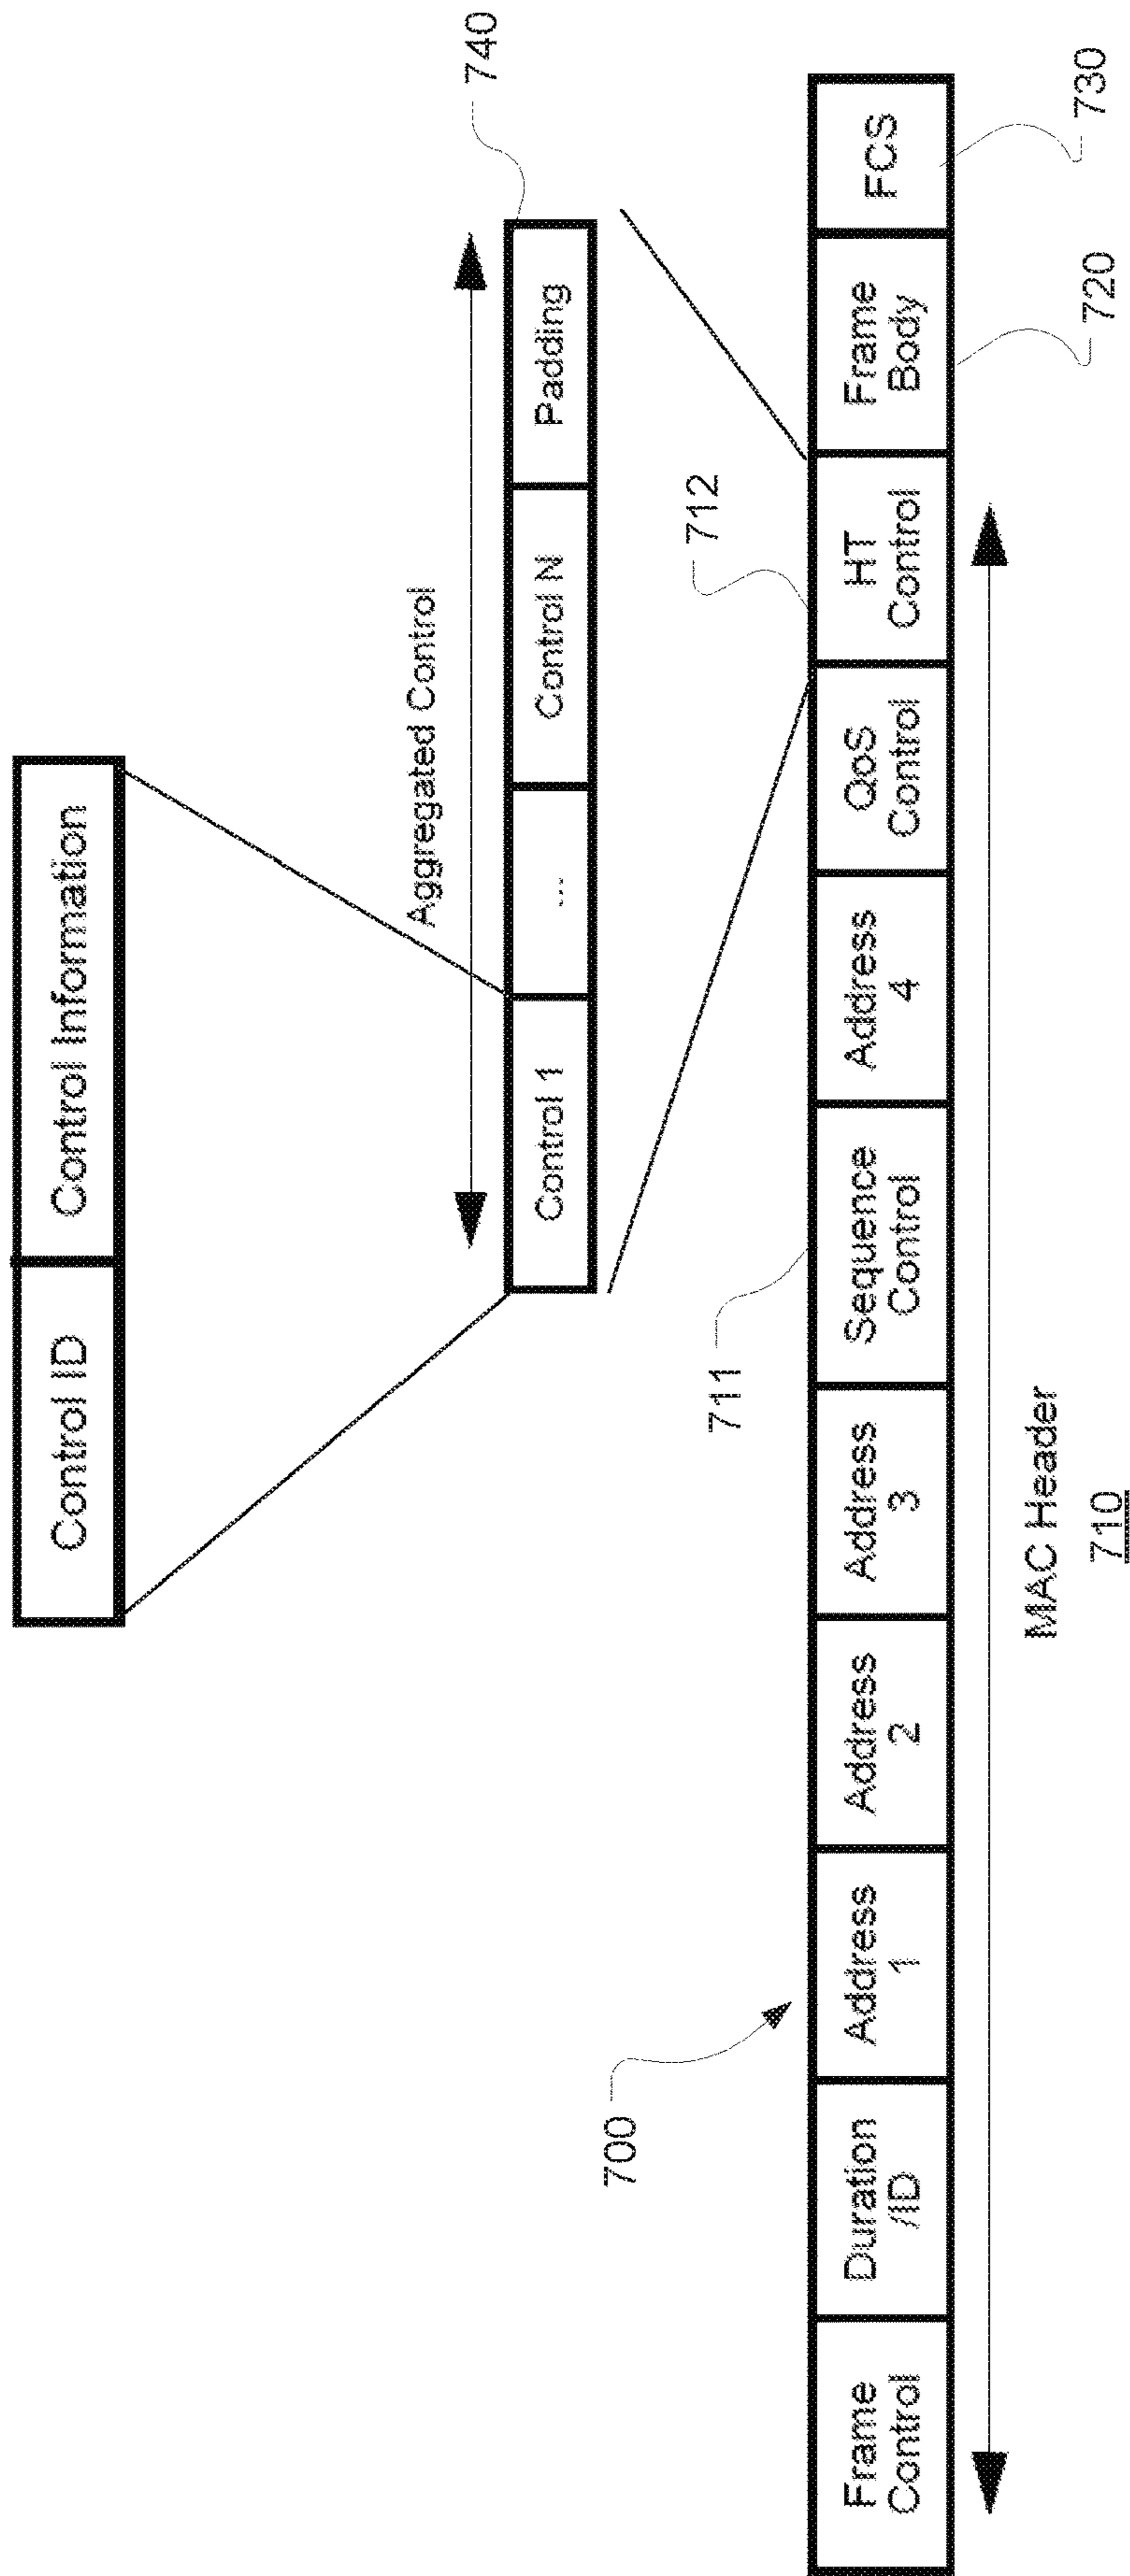 Control ID
Control Information
Aggregated Control
740
Control 1
...
Control N
Padding
700
711
712
Frame
Control
Duration
/ID
Address
1
Address
2
Address
3
Sequence
Control
Address
4
QoS
Control
HT
Control
Frame
Body
FCS
MAC Header
710
720
730